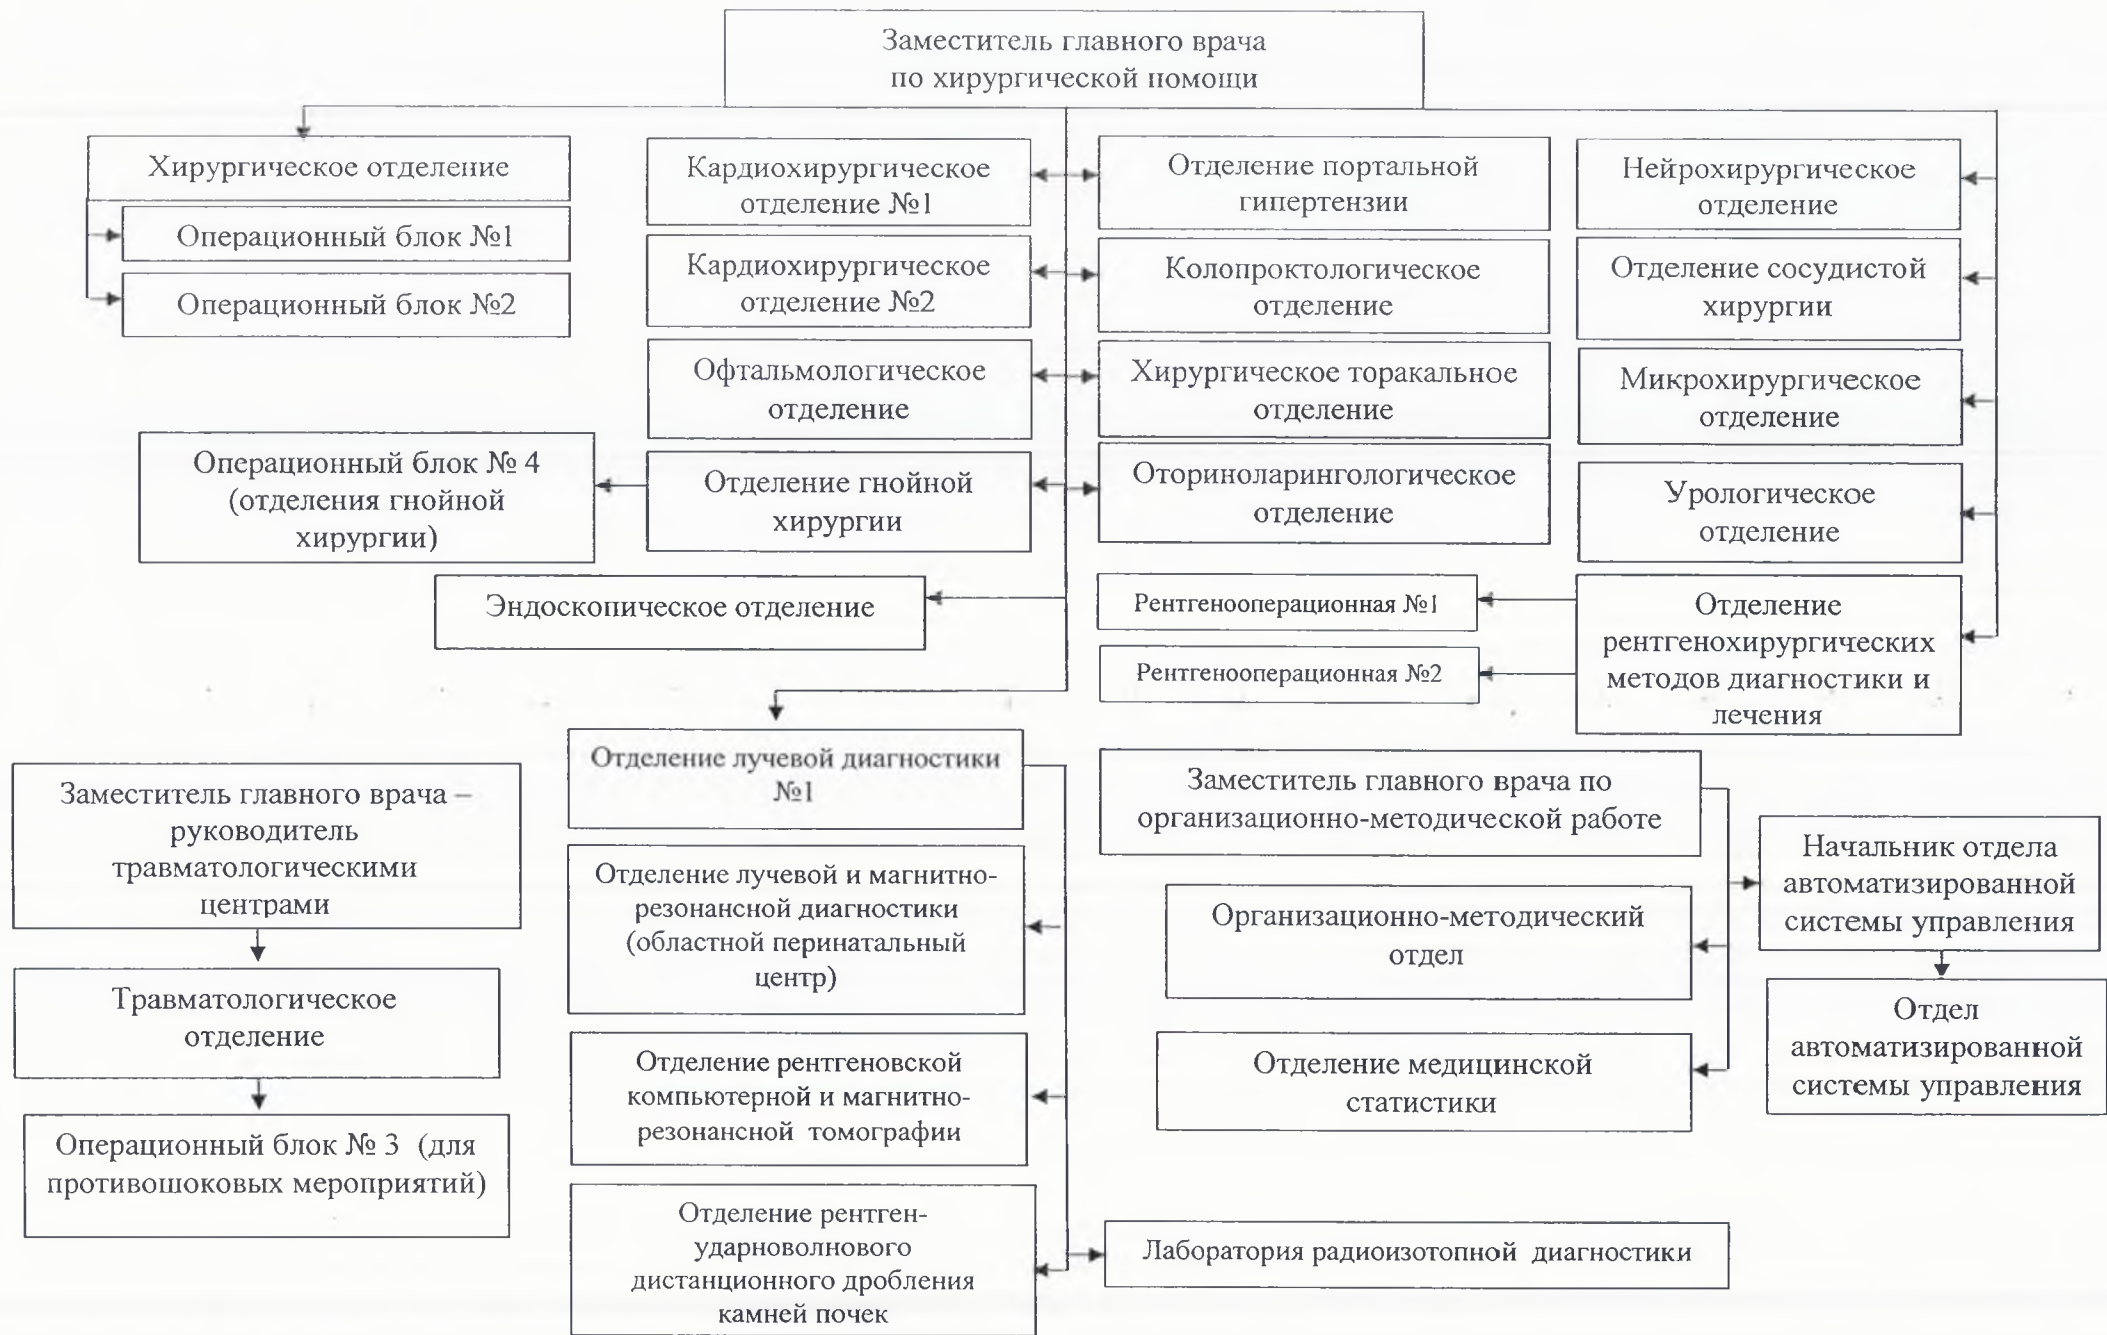 Заместитель главного врача
по хирургической помощи
Хирургическое отделение
Операционный блок №1
Операционный блок №2
Кардиохирургическое
отделение №1
Кардиохирургическое
отделение №2
Офтальмологическое
отделение
Отделение гнойной
хирургии
Операционный блок № 4
(отделения гнойной
хирургии)
Эндоскопическое отделение
Отделение портальной
гипертензии
Колопроктологическое
отделение
Хирургическое торакальное
отделение
Оториноларингологическое
отделение
Нейрохирургическое
отделение
Отделение сосудистой
хирургии
Микрохирургическое
отделение
Урологическое
отделение
Отделение
рентгенохирургических
методов диагностики и
лечения
Рентгенооперационная №1
Рентгенооперационная №2
Отделение лучевой диагностики
№1
Отделение лучевой и магнитно-
резонансной диагностики
(областной перинатальный
центр)
Отделение рентгеновской
компьютерной и магнитно-
резонансной томографии
Отделение рентген-
ударноволнового
дистанционного дробления
камней почек
Лаборатория радиоизотопной диагностики
Заместитель главного врача –
руководитель
травматологическими
центрами
Травматологическое
отделение
Операционный блок № 3 (для
противошоковых мероприятий)
Заместитель главного врача по
организационно-методической работе
Организационно-методический
отдел
Отделение медицинской
статистики
Начальник отдела
автоматизированной
системы управления
Отдел
автоматизированной
системы управления